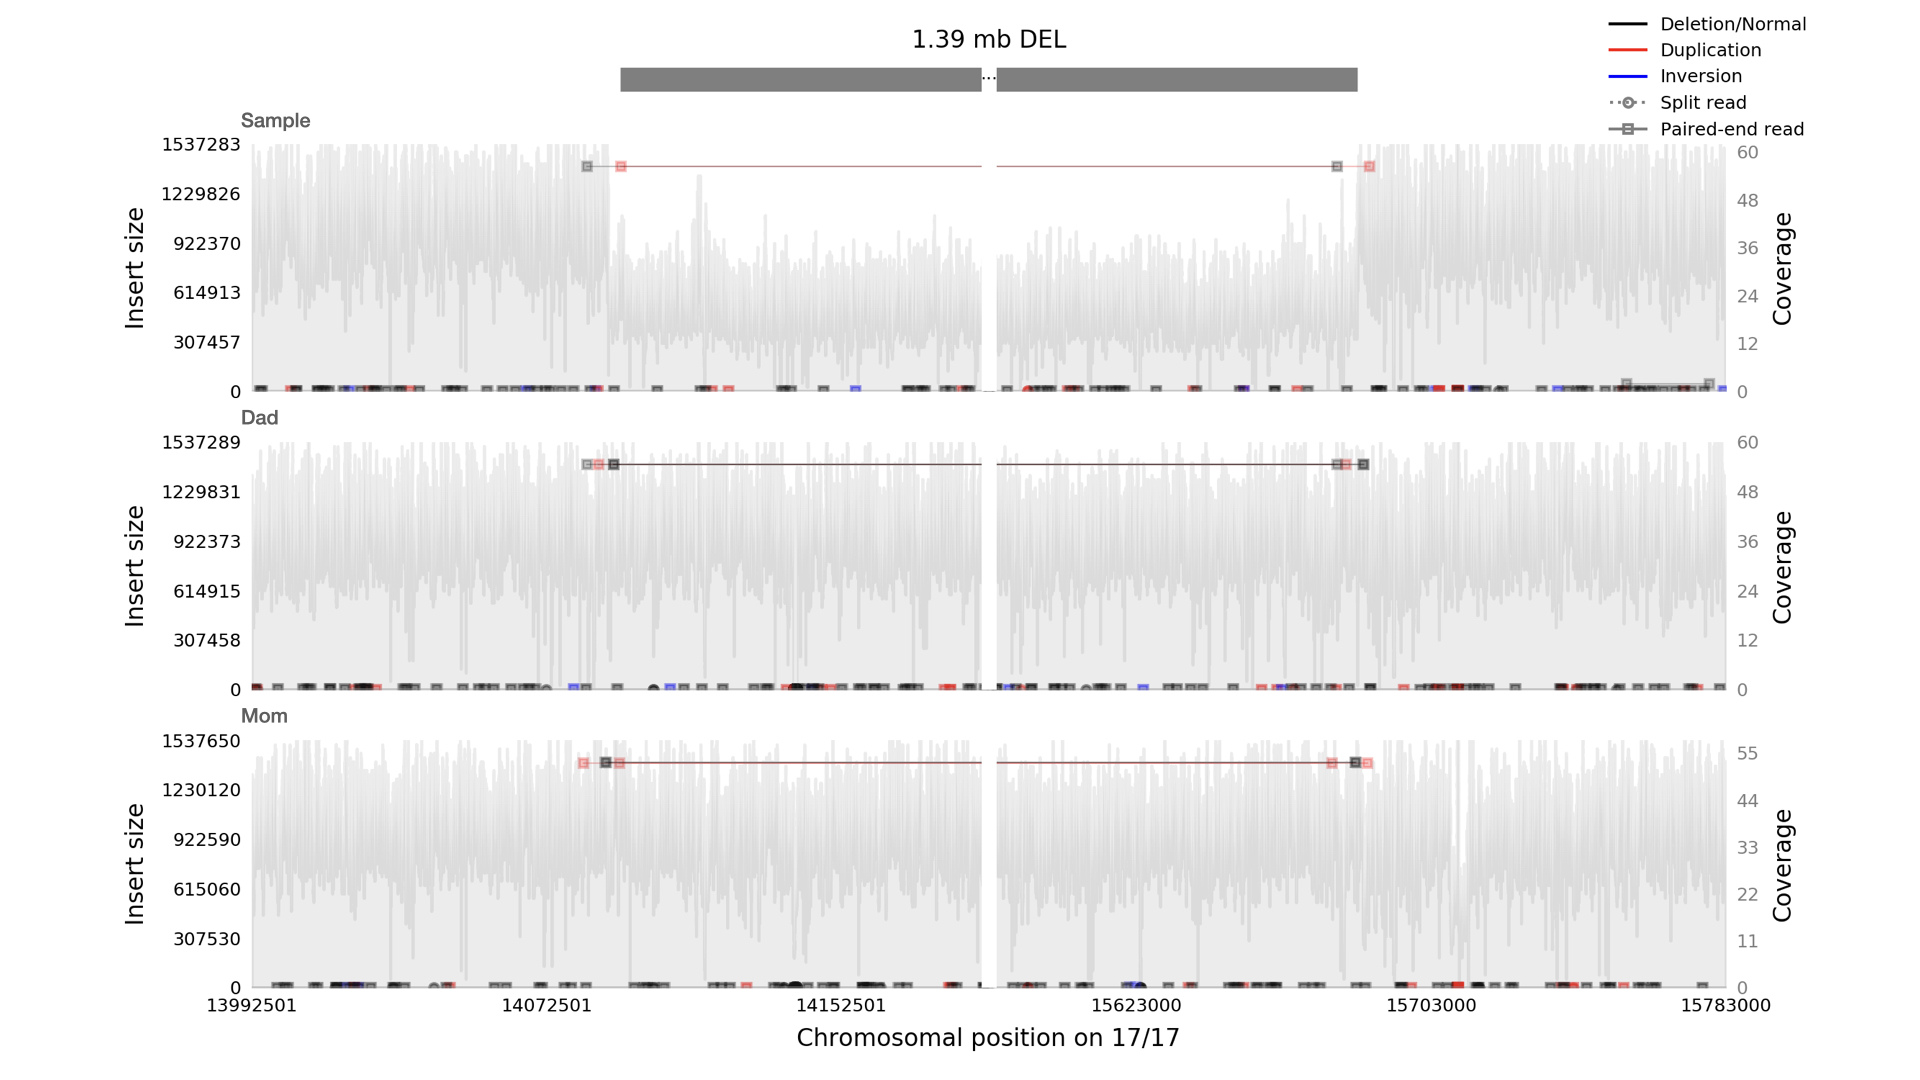 1.39 mb DEL
...
Deletion/Normal
Duplication
Inversion
Split read
Paired-end read
Sample
1537283
1229826
922370
614913
307457
0
Insert size
60
48
36
24
12
0
Coverage
Dad
1537289
1229831
922373
614915
307458
0
Insert size
60
48
36
24
12
0
Coverage
Mom
1537650
1230120
922590
615060
307530
0
Insert size
55
44
33
22
11
0
Coverage
13992501 14072501 14152501 15623000 15703000 15783000
Chromosomal position on 17/17